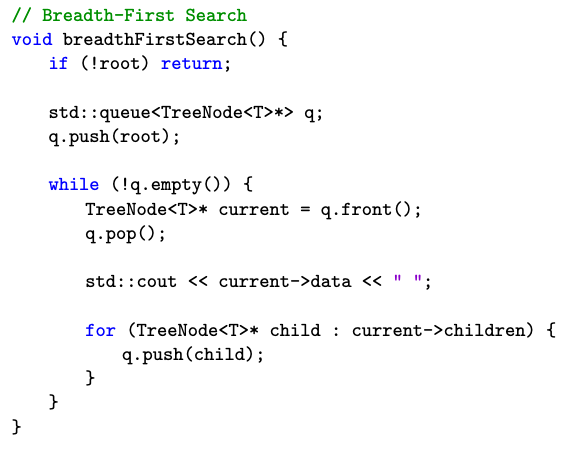 // Breadth-First Search
void breadthFirstSearch() {
    if (!root) return;

    std::queue<TreeNode<T>*> q;
    q.push(root);

    while (!q.empty()) {
        TreeNode<T>* current = q.front();
        q.pop();

        std::cout << current->data << " ";

        for (TreeNode<T>* child : current->children) {
            q.push(child);
        }
    }
}